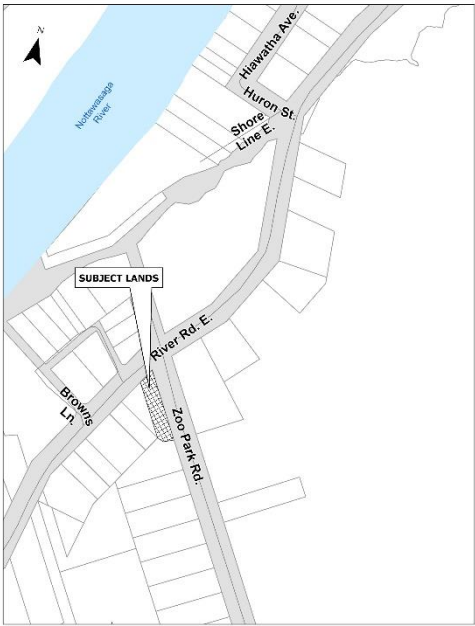 N
Hiawatha Ave.
Nottawasaga
River
Huron St.
Shore
Line E.
SUBJECT LANDS
River Rd. E.
Browns
Ln.
Zoo Park Rd.